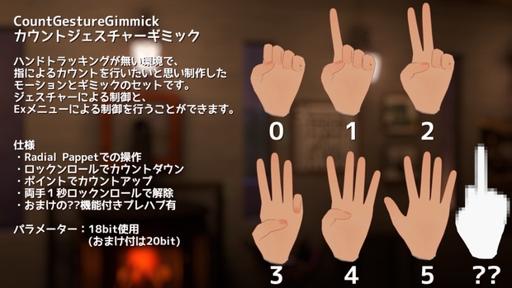 CountGestureGimmick
カウントジェスチャーギミック
ハンドトラッキングが無い環境で、
指によるカウントを行いたいと思い制作した
モーションとギミックのセットです。
ジェスチャーによる制御と、
Exメニューによる制御を行うことができます。
仕様
・Radial Pappetでの操作
・ロックンロールでカウントダウン
・ポイントでカウントアップ
・両手１秒ロックンロールで解除
・おまけの??機能付きプレハブ有
パラメーター：18bit使用
(おまけ付は20bit)
0 1 2
3 4 5 ??